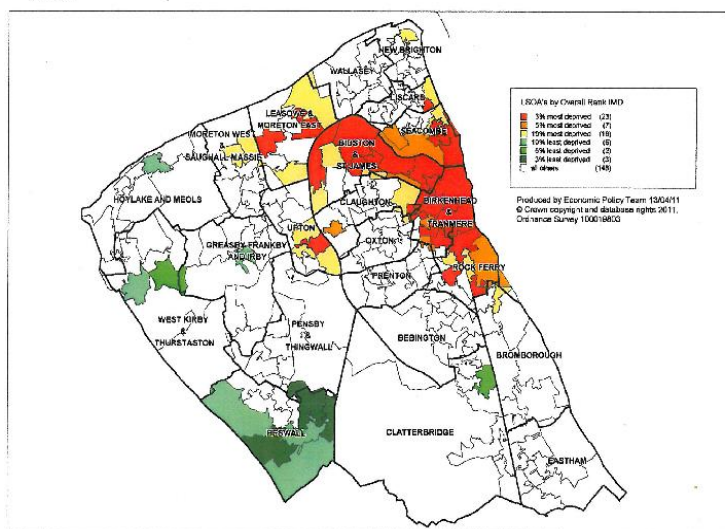 NEW BRIGHTON
WALLASEY
LISCARD
LEASOWE &
MORETON EAST
SEACOMBE
MORETON WEST
&
SAUGHALL MASSIE
BIDSTON
&
ST JAMES
HOYLAKE AND MEOLS
CLAUGHTON
BIRKENHEAD
&
TRANMERE
UPTON
GREASBY FRANKBY
AND IRBY
OXTON
ROCK FERRY
PRENTON
WEST KIRBY
&
THURSTASTON
PENSBY
&
THINGWALL
BEBINGTON
BROMBOROUGH
HESWALL
CLATTERBRIDGE
EASTHAM
LSOA's by Overall Rank IMD
3% most deprived (23)
5% most deprived (7)
10% most deprived
10% least deprived
5% least deprived
3% least deprived (3)
all others
Produced by Economic Policy Team 13/04/11
© Crown copyright and database rights 2011,
Ordnance Survey 100019803